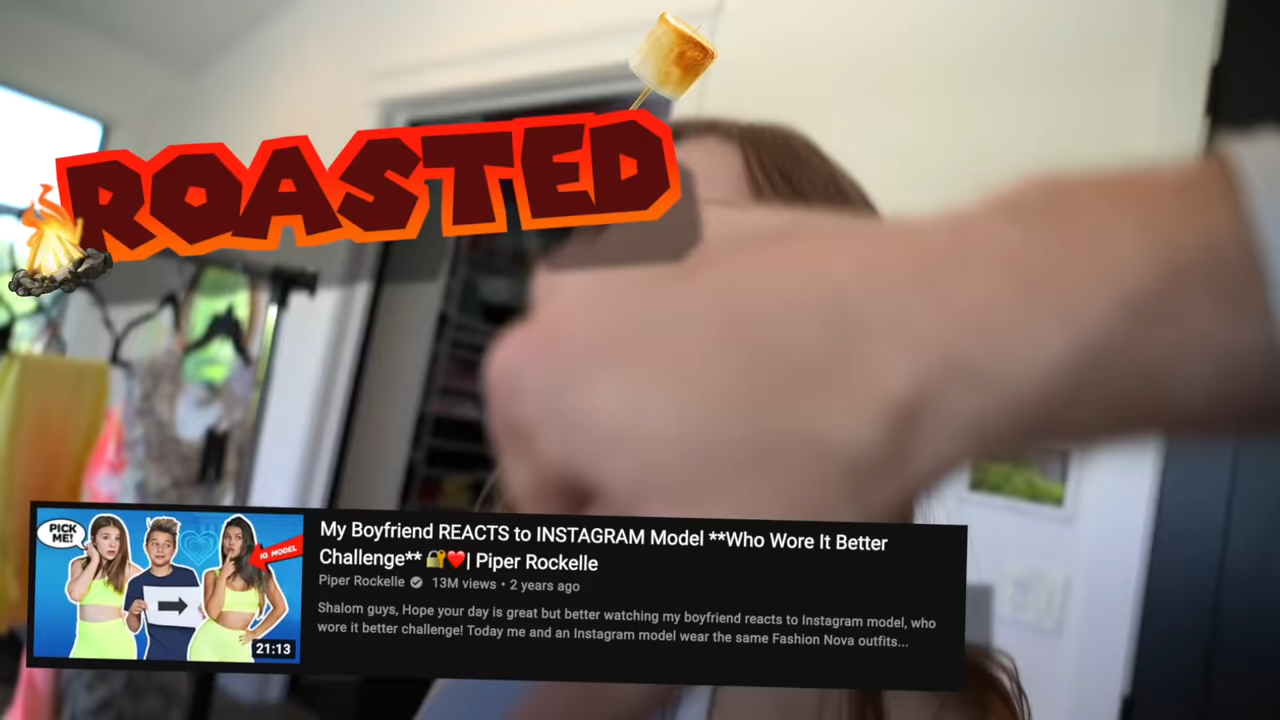 ROASTED
PICK
ME!
IG MODEL
21:13
My Boyfriend REACTS to INSTAGRAM Model **Who Wore It Better
Challenge** 🔐❤️| Piper Rockelle
Piper Rockelle 13M views • 2 years ago
Shalom guys, Hope your day is great but better watching my boyfriend reacts to Instagram model, who
wore it better challenge! Today me and an Instagram model wear the same Fashion Nova outfits...